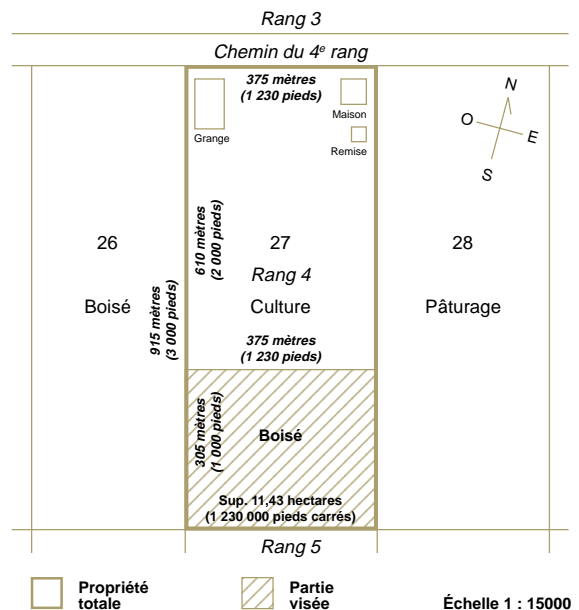 Rang 3
Chemin du 4e rang
375 mètres
(1 230 pieds)
Grange
Maison
Remise
N
O
E
S
610 mètres
(2 000 pieds)
26
27
28
Rang 4
Boisé
Culture
Pâturage
915 mètres
(3 000 pieds)
375 mètres
(1 230 pieds)
305 mètres
(1 000 pieds)
Boisé
Sup. 11,43 hectares
(1 230 000 pieds carrés)
Rang 5
Propriété
totale
Partie
visée
Échelle 1 : 15000